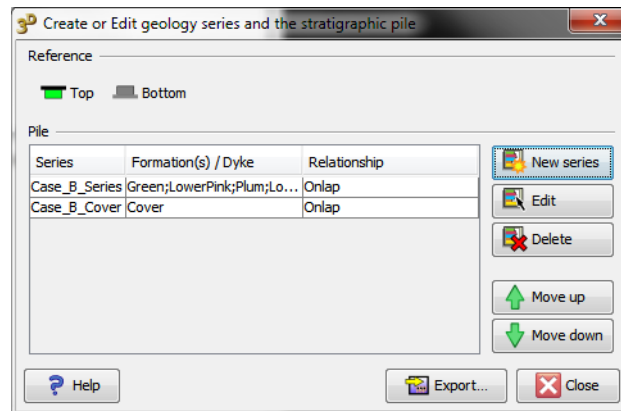 3D Create or Edit geology series and the stratigraphic pile
Reference
Top Bottom
Pile
Series Formation(s) / Dyke Relationship
Case_B_Series Green;LowerPink;Plum;Lo... Onlap
Case_B_Cover Cover Onlap
New series
Edit
Delete
Move up
Move down
Help Export... Close